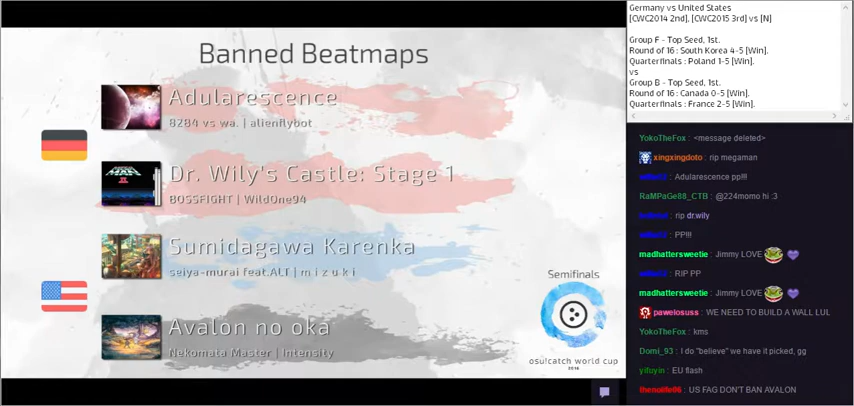 Banned Beatmaps
Adularescence
BZB4 vs wa. | alienflybot
Dr. Wily's Castle: Stage 1
BOSSFIGHT | WildOne94
Sumidagawa Karenka
seiya-murai feat.ALT | m i z u k i
Avalon no oka
Nekomata Master | Intensity
Semifinals
osu!catch world cup
2016
Germany vs United States
[CWC2014 2nd], [CWC2015 3rd] vs [N]
Group F - Top Seed, 1st.
Round of 16 : South Korea 4-5 [Win].
Quarterfinals : Poland 1-5 [Win].
vs
Group B - Top Seed, 1st.
Round of 16 : Canada 0-5 [Win].
Quarterfinals : France 2-5 [Win].
YokoTheFox : <message deleted>
xingxingdoto : rip megaman
: Adularescence pp!!!
RaMPaGe88_CTB : @224momo hi :3
: rip dr.wily
: PP!!!
madhattersweetie : Jimmy LOVE
: RIP PP
madhattersweetie : Jimmy LOVE
pawelosuss : WE NEED TO BUILD A WALL LUL
YokoTheFox : kms
Domi_93 : I do "believe" we have it picked, gg
yifuyin : EU flash
: US FAG DON'T BAN AVALON